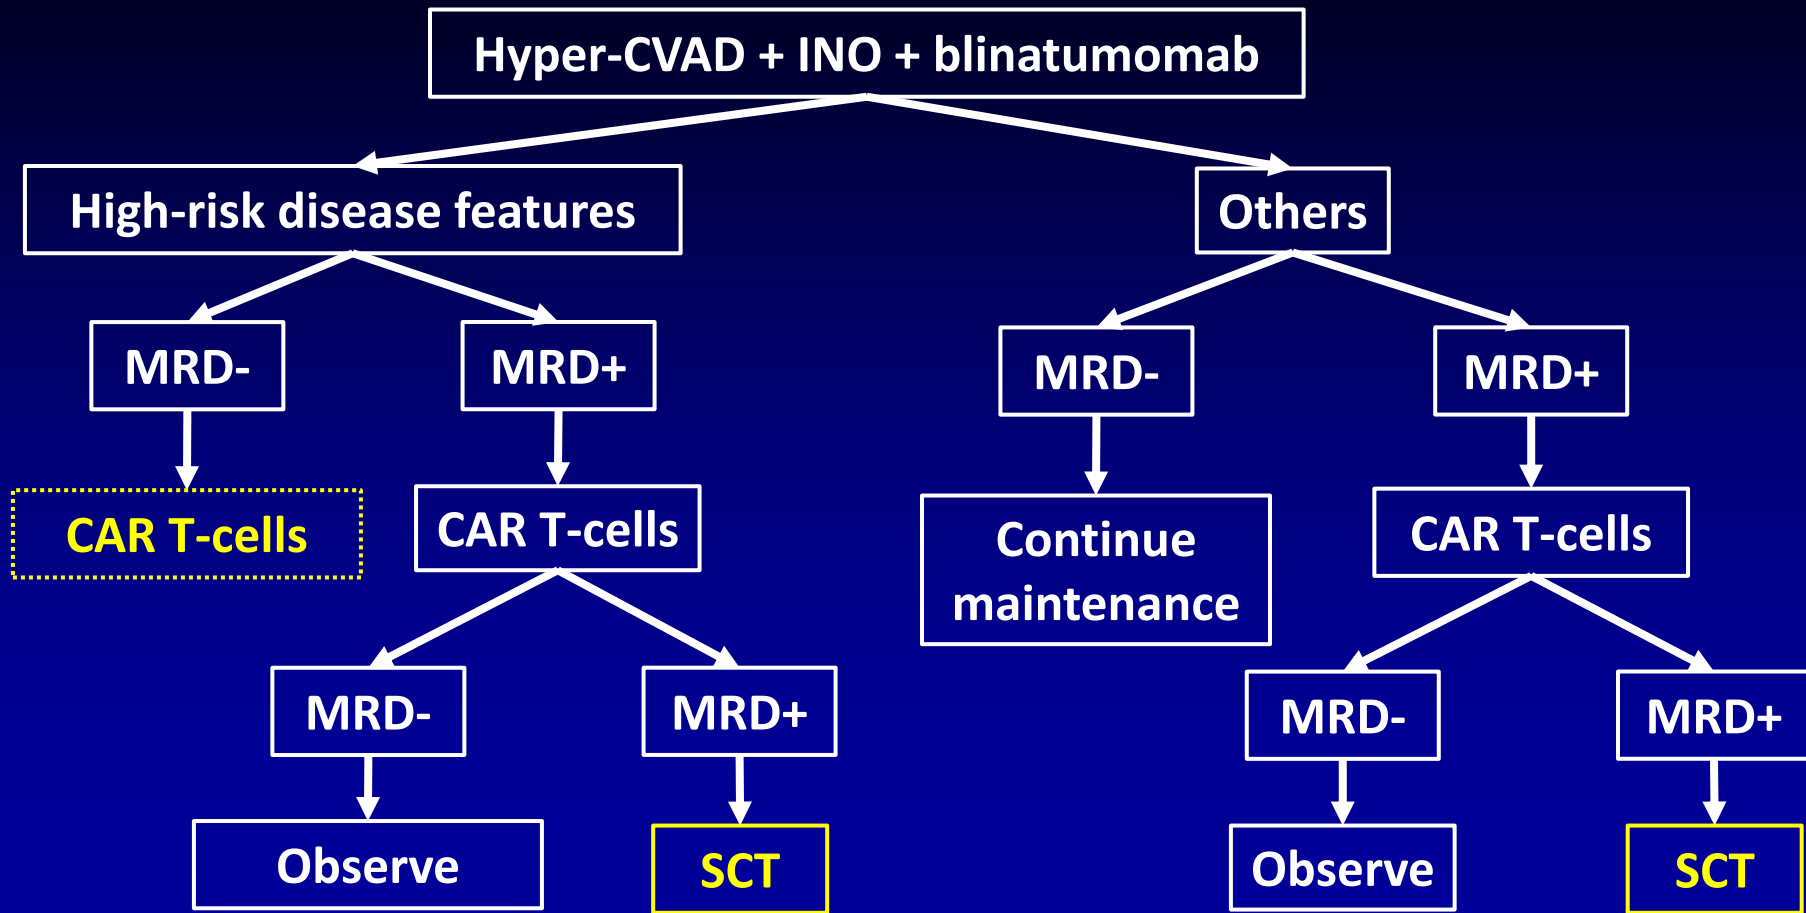 Hyper-CVAD + INO + blinatumomab
High-risk disease features
Others
MRD-
MRD+
MRD-
MRD+
CAR T-cells
CAR T-cells
Continue
maintenance
CAR T-cells
MRD-
MRD+
MRD-
MRD+
Observe
SCT
Observe
SCT